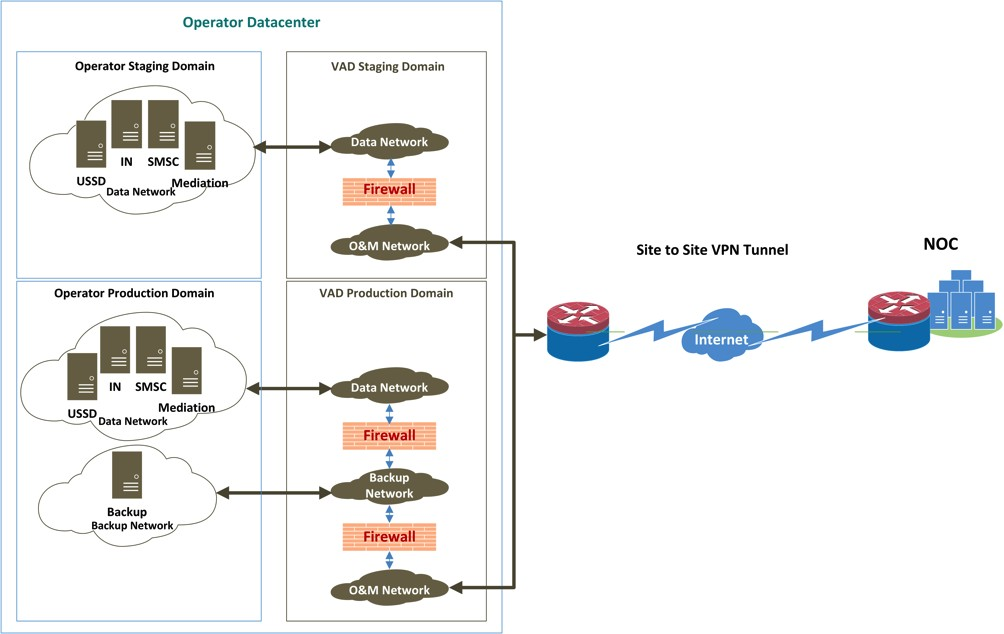 Operator Datacenter
Operator Staging Domain
VAD Staging Domain
IN
SMSC
USSD
Mediation
Data Network
Data Network
Firewall
O&M Network
Site to Site VPN Tunnel
NOC
Internet
Operator Production Domain
VAD Production Domain
IN
SMSC
USSD
Mediation
Data Network
Data Network
Firewall
Backup
Network
Backup
Backup Network
Firewall
O&M Network